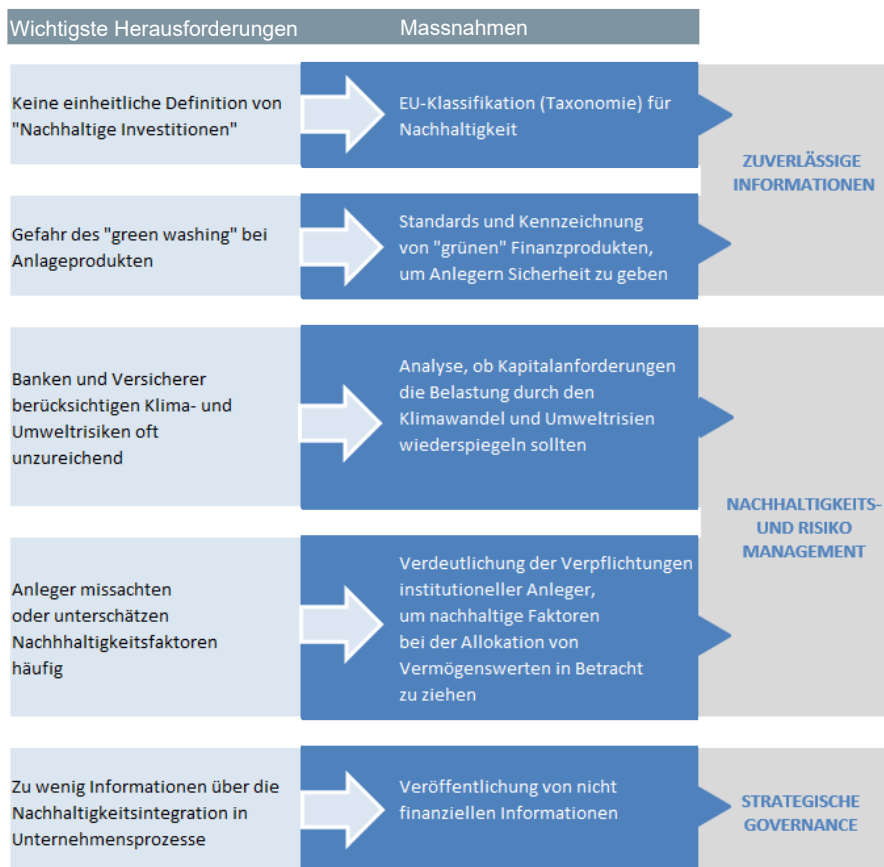 Wichtigste Herausforderungen
Massnahmen
Keine einheitliche Definition von
"Nachhaltige Investitionen"
EU-Klassifikation (Taxonomie) für
Nachhaltigkeit
ZUVERLÄSSIGE
INFORMATIONEN
Gefahr des "green washing" bei
Anlageprodukten
Standards und Kennzeichnung
von "grünen" Finanzprodukten,
um Anlegern Sicherheit zu geben
Banken und Versicherer
berücksichtigen Klima- und
Umweltrisiken oft
unzureichend
Analyse, ob Kapitalanforderungen
die Belastung durch den
Klimawandel und Umweltrisien
wiederspiegeln sollten
NACHHALTIGKEITS-
UND RISIKO
MANAGEMENT
Anleger missachten
oder unterschätzen
Nachhhaltigkeitsfaktoren
häufig
Verdeutlichung der Verpflichtungen
institutioneller Anleger,
um nachhaltige Faktoren
bei der Allokation von
Vermögenswerten in Betracht
zu ziehen
Zu wenig Informationen über die
Nachhaltigkeitsintegration in
Unternehmensprozesse
Veröffentlichung von nicht
finanziellen Informationen
STRATEGISCHE
GOVERNANCE